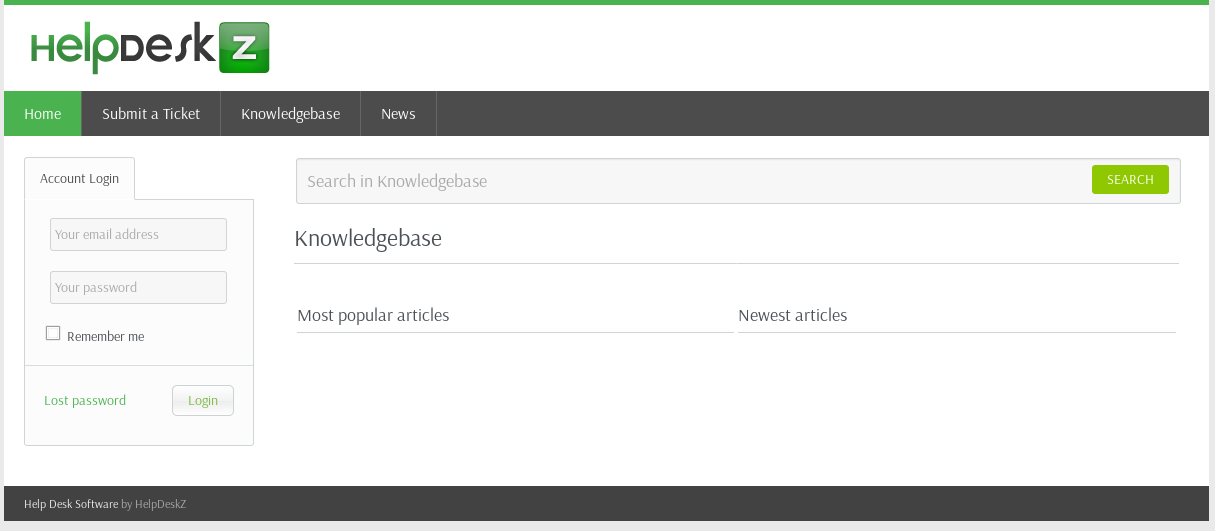 HelpDeskZ
Home
Submit a Ticket
Knowledgebase
News
Account Login
Your email address
Your password
Remember me
Lost password
Login
Search in Knowledgebase
SEARCH
Knowledgebase
Most popular articles
Newest articles
Help Desk Software by HelpDeskZ